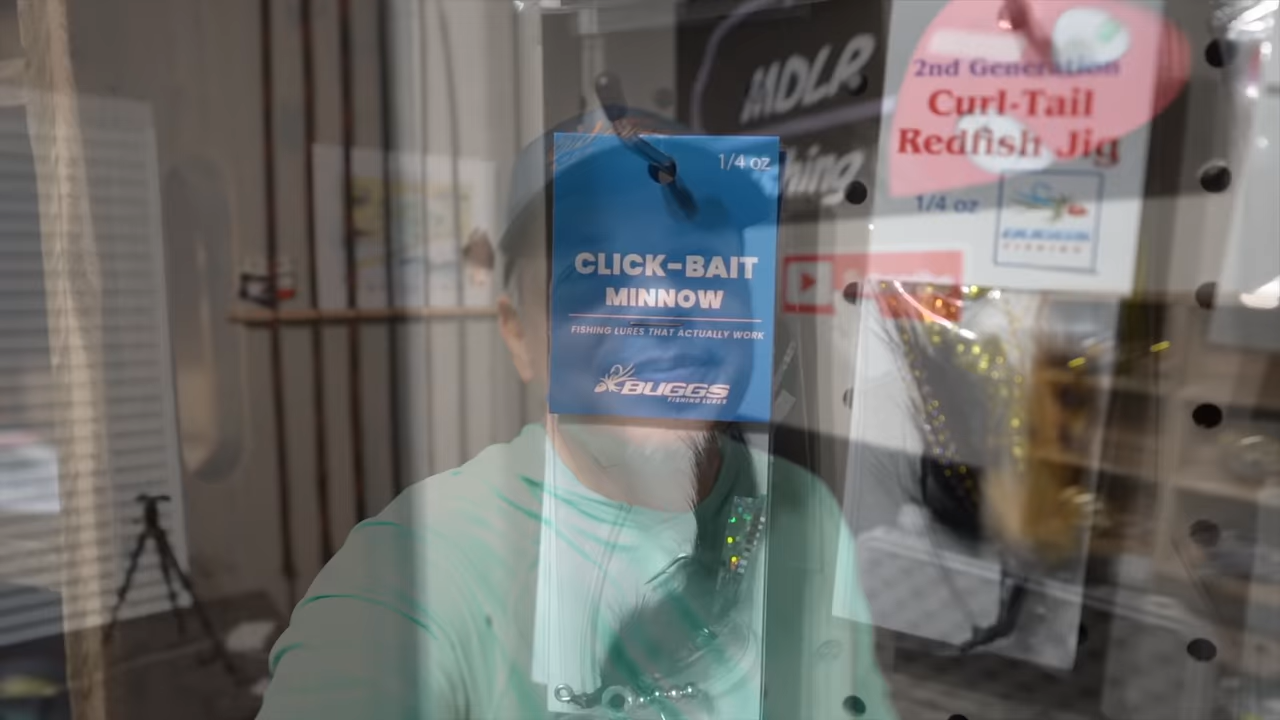 1/4 oz
CLICK-BAIT
MINNOW
FISHING LURES THAT ACTUALLY WORK
BUGGS
FISHING LURES
MDLR
2nd Generation
Curl-Tail
Redfish Jig
1/4 oz